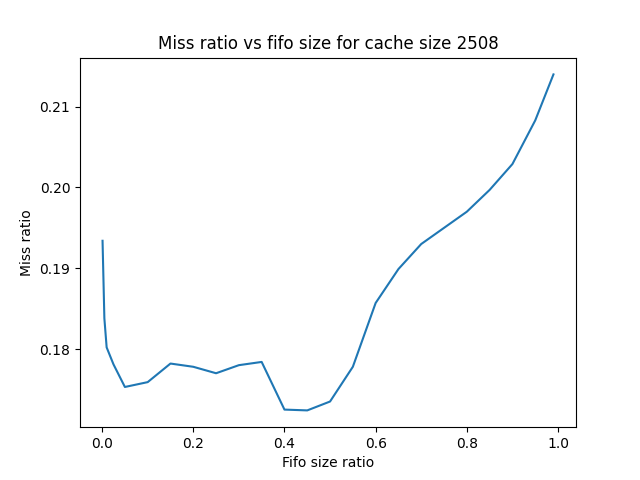 Miss ratio vs fifo size for cache size 2508
Miss ratio
0.21
0.20
0.19
0.18
0.0 0.2 0.4 0.6 0.8 1.0
Fifo size ratio